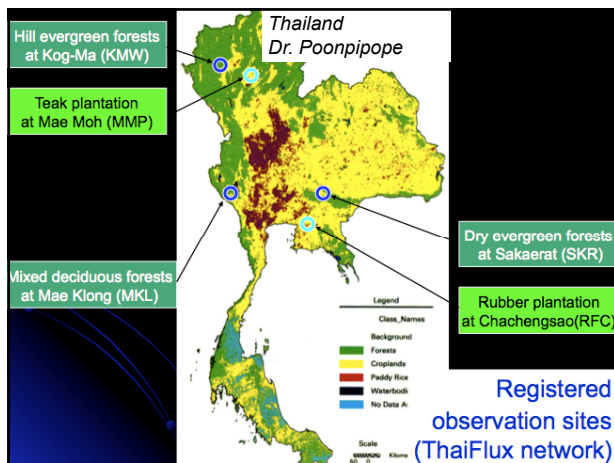 Thailand
Dr. Poonpipope
Hill evergreen forests
at Kog-Ma (KMW)
Teak plantation
at Mae Moh (MMP)
Mixed deciduous forests
at Mae Klong (MKL)
Dry evergreen forests
at Sakaerat (SKR)
Rubber plantation
at Chachengsao(RFC)
Legend
Class_Names
Background
Forests
Croplands
Paddy Rice
Waterbodi
No Data A
Scale
Kilome
Registered
observation sites
(ThaiFlux network)